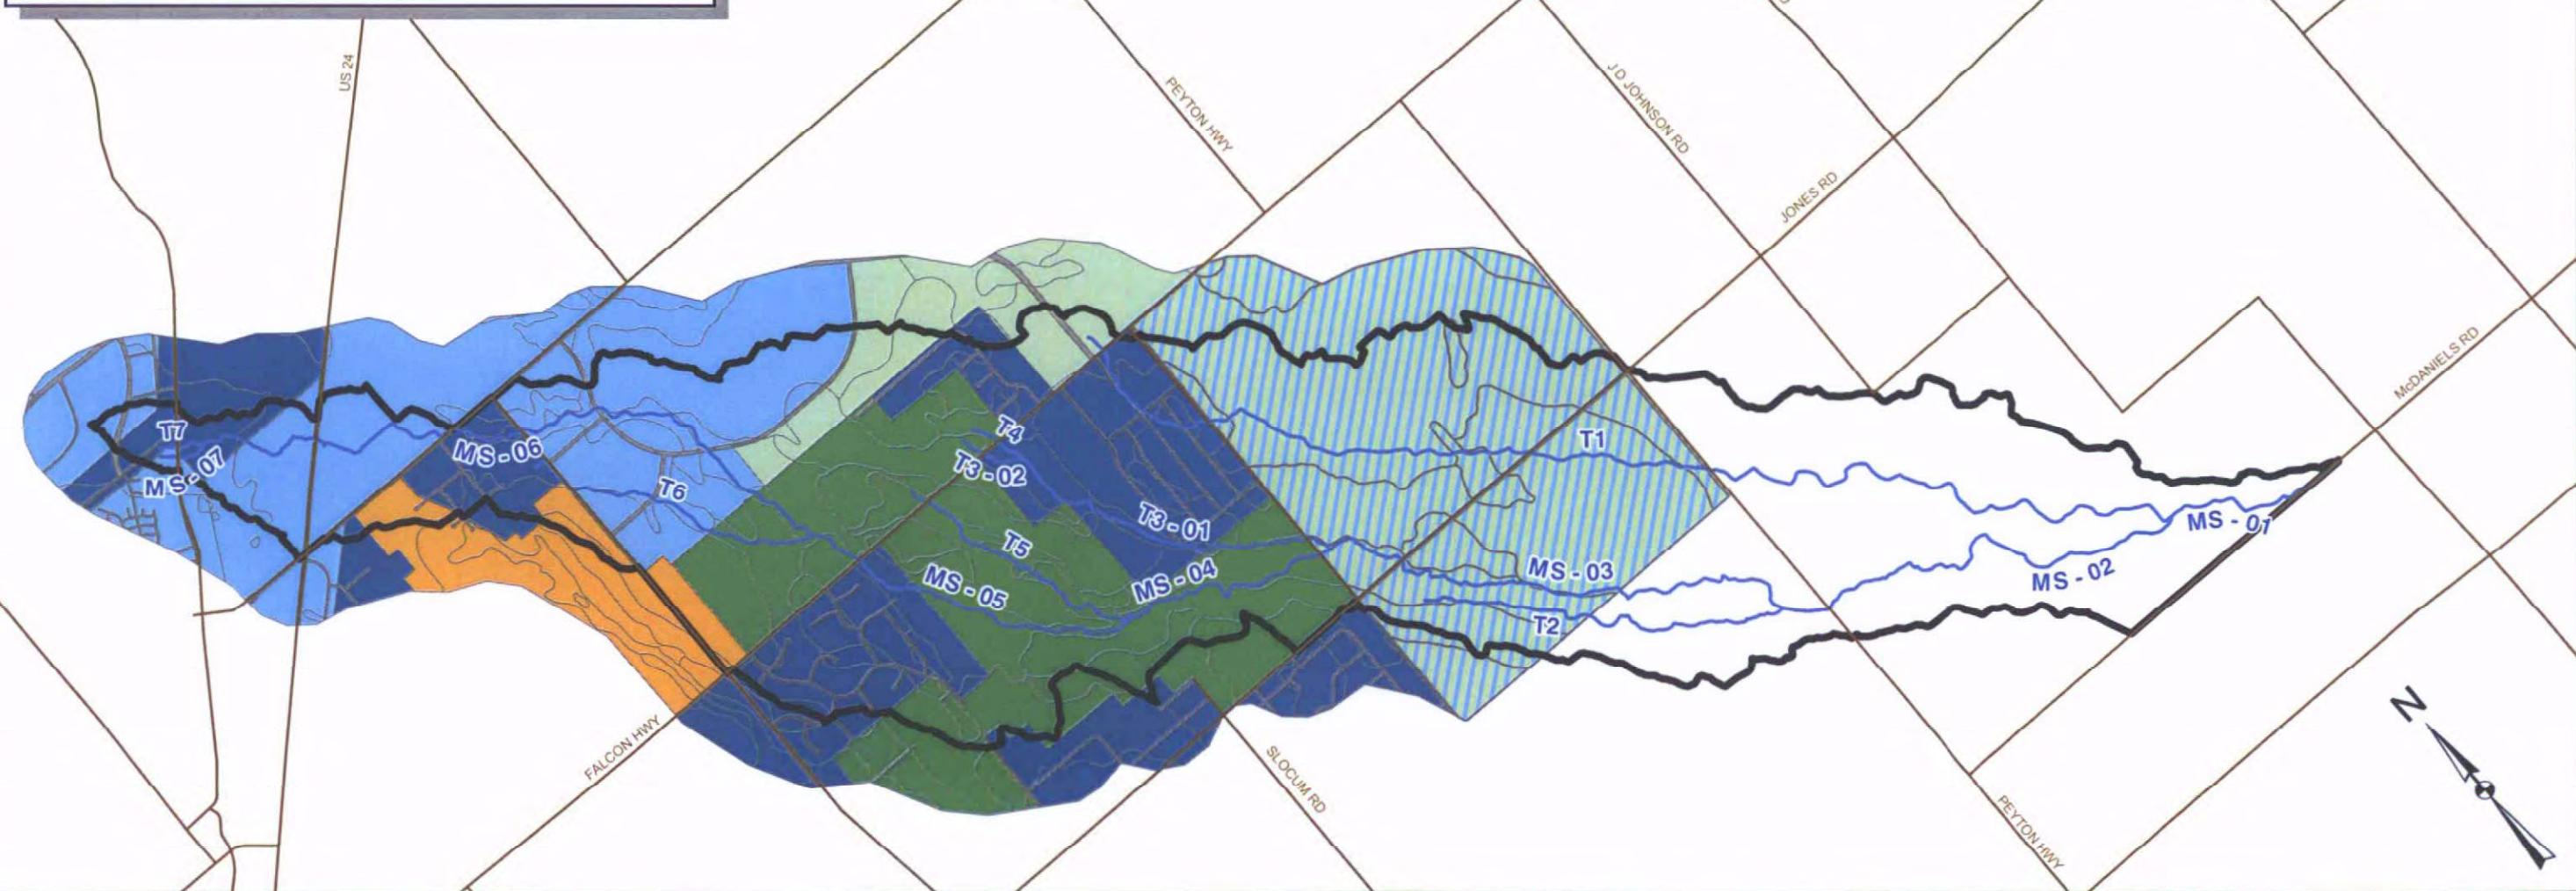 US 24
PEYTON HWY
J D JOHNSON RD
JONES RD
McDANIELS RD
T7
MS - 07
MS - 06
T6
T4
T3 - 02
T3 - 01
T5
MS - 05
MS - 04
T1
MS - 03
T2
MS - 01
MS - 02
FALCON HWY
SLOCUM RD
PEYTON HWY
N